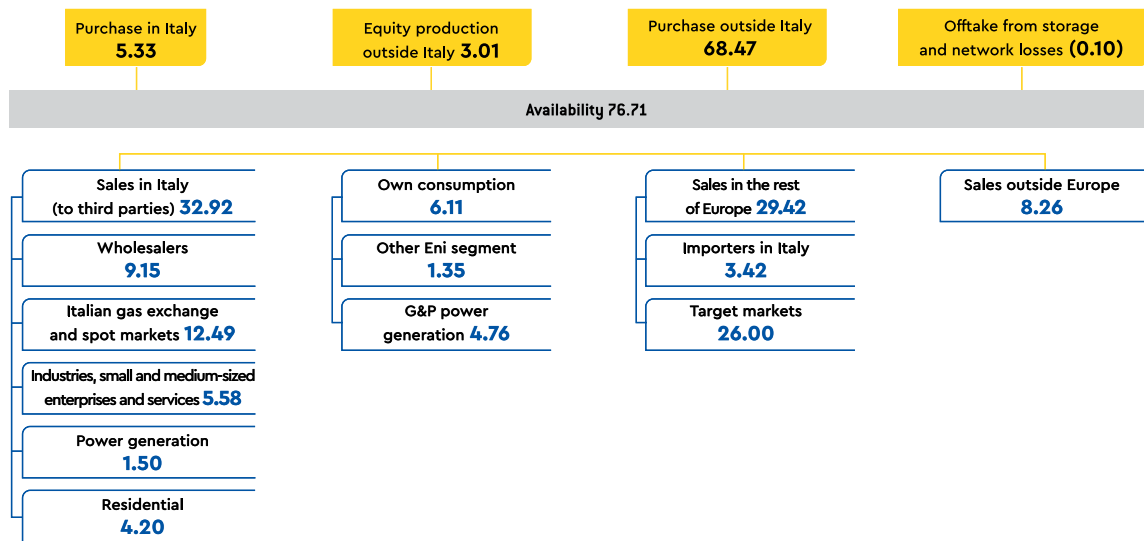 Purchase in Italy
5.33
Equity production
outside Italy 3.01
Purchase outside Italy
68.47
Offtake from storage
and network losses (0.10)
Availability 76.71
Sales in Italy
(to third parties) 32.92
Wholesalers
9.15
Italian gas exchange
and spot markets 12.49
Industries, small and medium-sized
enterprises and services 5.58
Power generation
1.50
Residential
4.20
Own consumption
6.11
Other Eni segment
1.35
G&P power
generation 4.76
Sales in the rest
of Europe 29.42
Importers in Italy
3.42
Target markets
26.00
Sales outside Europe
8.26